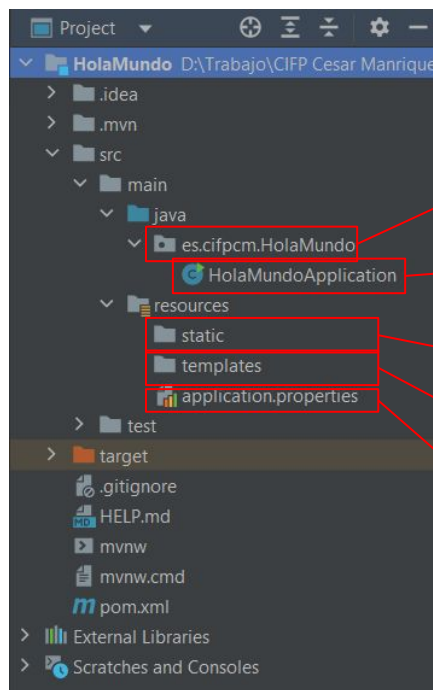 Project
HolaMundo D:\Trabajo\CIFP Cesar Manrique
.idea
.mvn
src
main
java
es.cifpcm.HolaMundo
HolaMundoApplication
resources
static
templates
application.properties
test
target
.gitignore
HELP.md
mvnw
mvnw.cmd
pom.xml
External Libraries
Scratches and Consoles